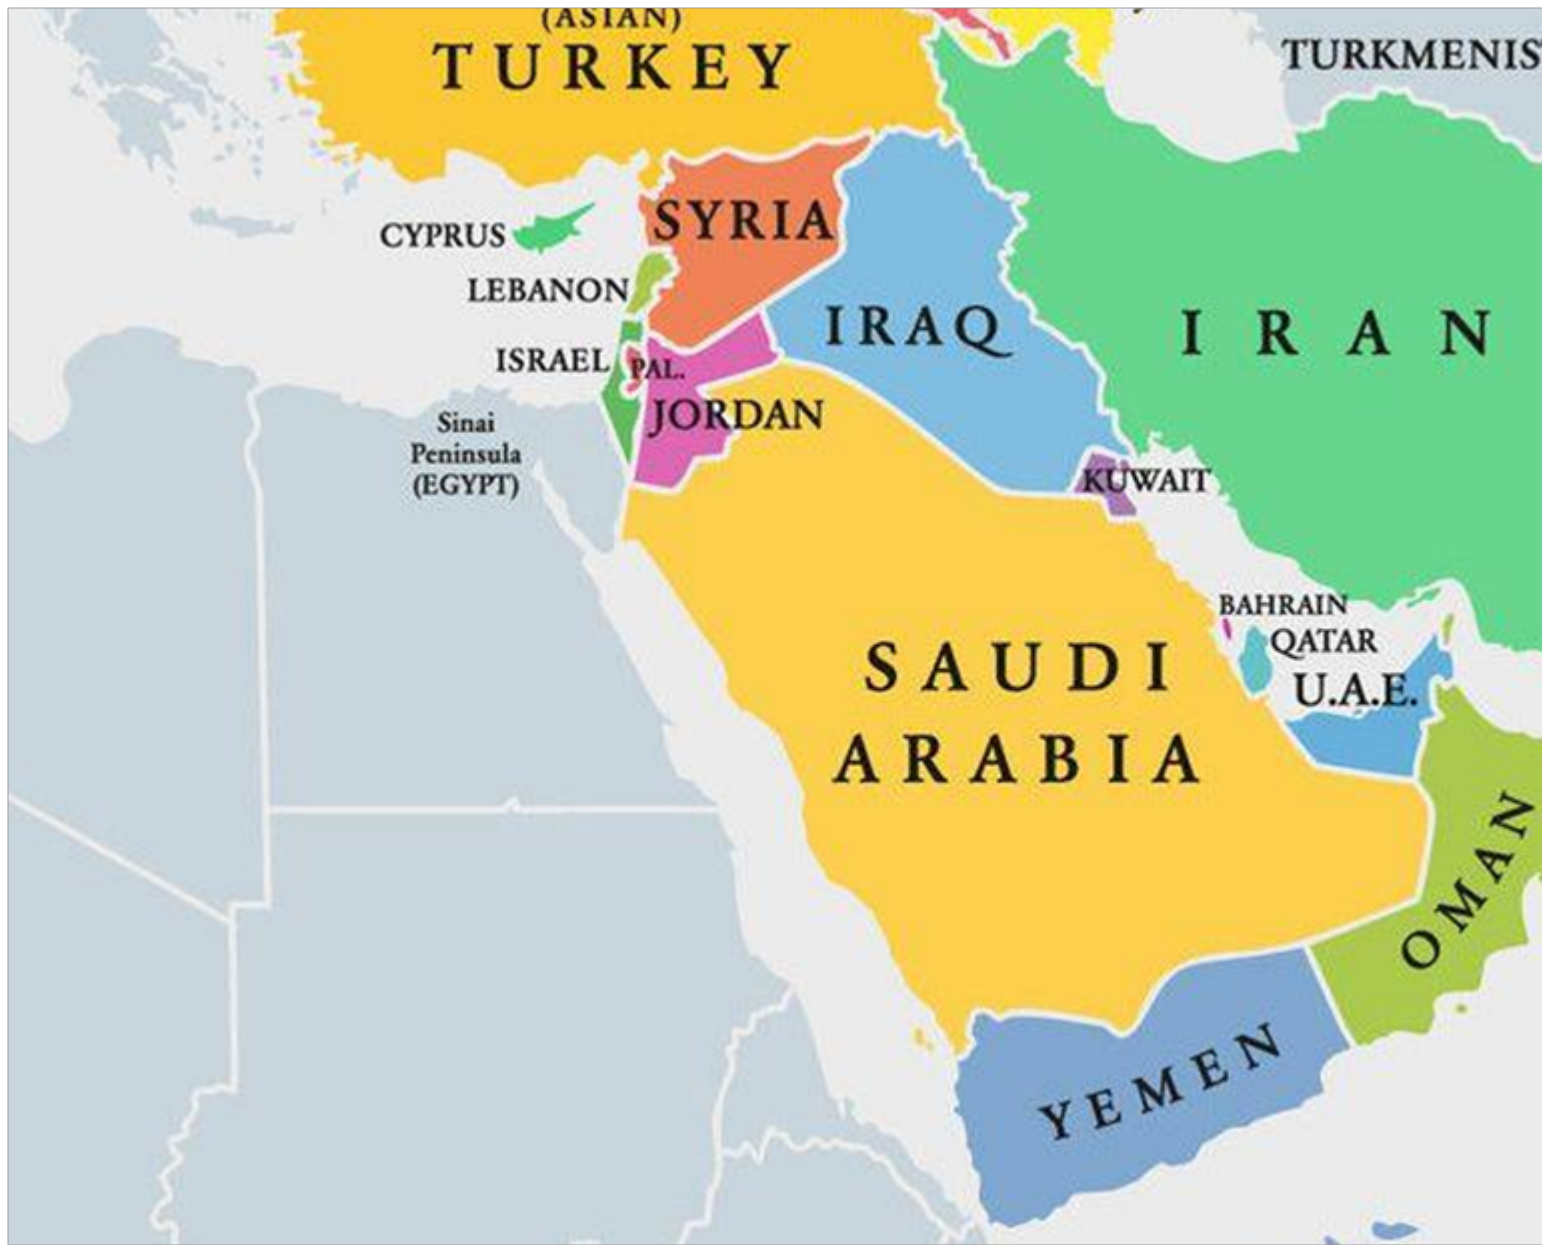 (ASIAN)
TURKEY
TURKMENIS
CYPRUS
SYRIA
LEBANON
IRAQ
IRAN
ISRAEL
PAL.
JORDAN
Sinai
Peninsula
(EGYPT)
KUWAIT
BAHRAIN
QATAR
U.A.E.
SAUDI
ARABIA
OMAN
YEMEN